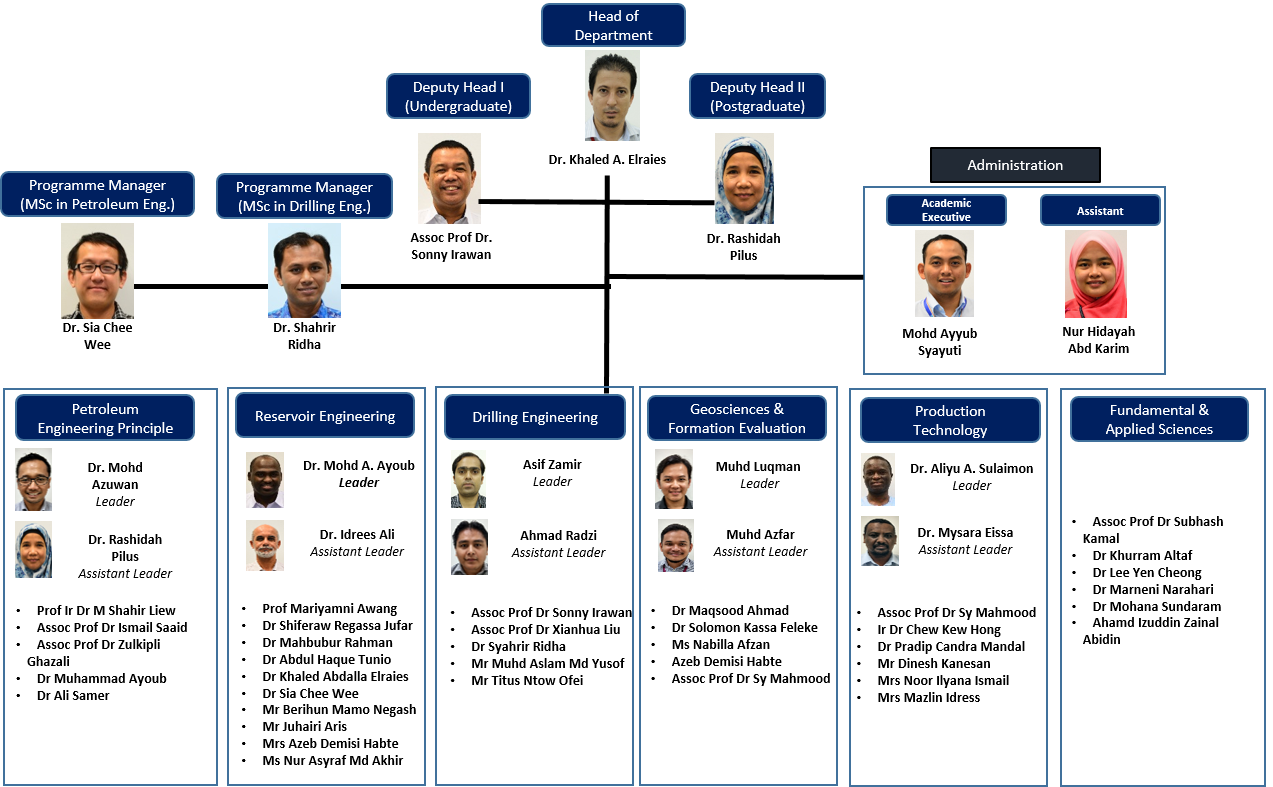 Head of
Department
Dr. Khaled A. Elraies
Deputy Head I
(Undergraduate)
Assoc Prof Dr.
Sonny Irawan
Deputy Head II
(Postgraduate)
Dr. Rashidah
Pilus
Programme Manager
(MSc in Petroleum Eng.)
Dr. Sia Chee
Wee
Programme Manager
(MSc in Drilling Eng.)
Dr. Shahrir
Ridha
Administration
Academic
Executive
Mohd Ayyub
Syayuti
Assistant
Nur Hidayah
Abd Karim
Petroleum
Engineering Principle
Dr. Mohd
Azuwan
Leader
Dr. Rashidah
Pilus
Assistant Leader
• Prof Ir Dr M Shahir Liew
• Assoc Prof Dr Ismail Saaid
• Assoc Prof Dr Zulkipli
Ghazali
• Dr Muhammad Ayoub
• Dr Ali Samer
Reservoir Engineering
Dr. Mohd A. Ayoub
Leader
Dr. Idrees Ali
Assistant Leader
• Prof Mariyamni Awang
• Dr Shiferaw Regassa Jufar
• Dr Mahbubur Rahman
• Dr Abdul Haque Tunio
• Dr Khaled Abdalla Elraies
• Dr Sia Chee Wee
• Mr Berihun Mamo Negash
• Mr Juhairi Aris
• Mrs Azeb Demisi Habte
• Ms Nur Asyraf Md Akhir
Drilling Engineering
Asif Zamir
Leader
Ahmad Radzi
Assistant Leader
• Assoc Prof Dr Sonny Irawan
• Assoc Prof Dr Xianhua Liu
• Dr Syahrir Ridha
• Mr Muhd Aslam Md Yusof
• Mr Titus Ntow Ofei
Geosciences &
Formation Evaluation
Muhd Luqman
Leader
Muhd Azfar
Assistant Leader
• Dr Maqsood Ahmad
• Dr Solomon Kassa Feleke
• Ms Nabilla Afzan
• Azeb Demisi Habte
• Assoc Prof Dr Sy Mahmood
Production
Technology
Dr. Aliyu A. Sulaimon
Leader
Dr. Mysara Eissa
Assistant Leader
• Assoc Prof Dr Sy Mahmood
• Ir Dr Chew Kew Hong
• Dr Pradip Candra Mandal
• Mr Dinesh Kanesan
• Mrs Noor Ilyana Ismail
• Mrs Mazlin Idress
Fundamental &
Applied Sciences
• Assoc Prof Dr Subhash
Kamal
• Dr Khurram Altaf
• Dr Lee Yen Cheong
• Dr Marneni Narahari
• Dr Mohana Sundaram
• Ahamd Izuddin Zainal
Abidin